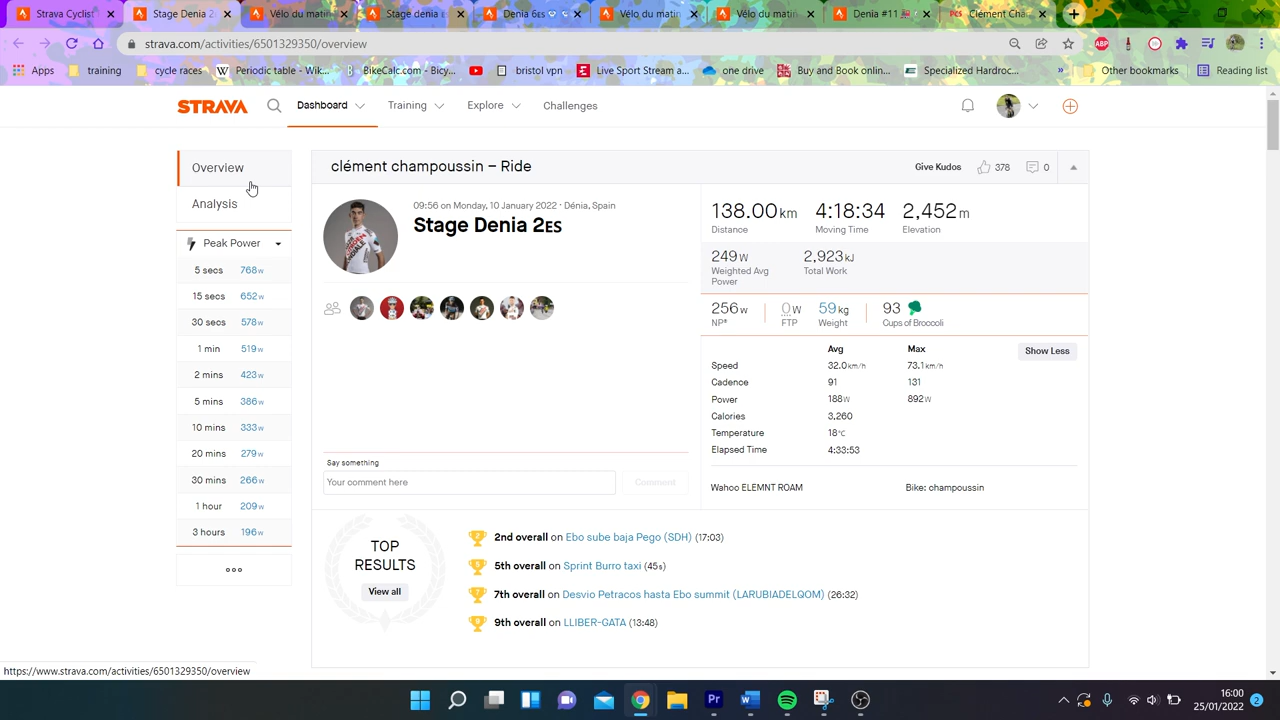 Strava Cyclist
Stage Denia 2
Vélo du matin
Stage denia
Denia 6ᴇꜱ
Vélo du matin
Vélo du matin
Denia #11
Clément Cha
strava.com/activities/6501329350/overview
Apps
training
cycle races
Periodic table - Wik...
BikeCalc.com - Bicy...
bristol vpn
Live Sport Stream a...
one drive
Buy and Book onlin...
Specialized Hardroc...
»
Other bookmarks
Reading list
STRAVA
Dashboard
Training
Explore
Challenges
Overview
Analysis
Peak Power
5 secs 768w
15 secs 652w
30 secs 578w
1 min 519w
2 mins 423w
5 mins 386w
10 mins 333w
20 mins 279w
30 mins 266w
1 hour 209w
3 hours 196w
clément champoussin – Ride
Give Kudos
378
0
09:56 on Monday, 10 January 2022 · Dénia, Spain
Stage Denia 2ES
138.00km 4:18:34 2,452m
Distance Moving Time Elevation
249W 2,923kJ
Weighted Avg Power Total Work
256w 0W 59kg 93
NP® FTP Weight Cups of Broccoli
Avg Max
Show Less
Speed 32.0km/h 73.1km/h
Cadence 91 131
Power 188W 892W
Calories 3,260
Temperature 18℃
Elapsed Time 4:33:53
Wahoo ELEMNT ROAM Bike: champoussin
Say something
Your comment here
Comment
TOP
RESULTS
View all
2nd overall on Ebo sube baja Pego (SDH) (17:03)
5th overall on Sprint Burro taxi (45s)
7th overall on Desvio Petracos hasta Ebo summit (LARUBIADELQOM) (26:32)
9th overall on LLIBER-GATA (13:48)
https://www.strava.com/activities/6501329350/overview
16:00
25/01/2022
2